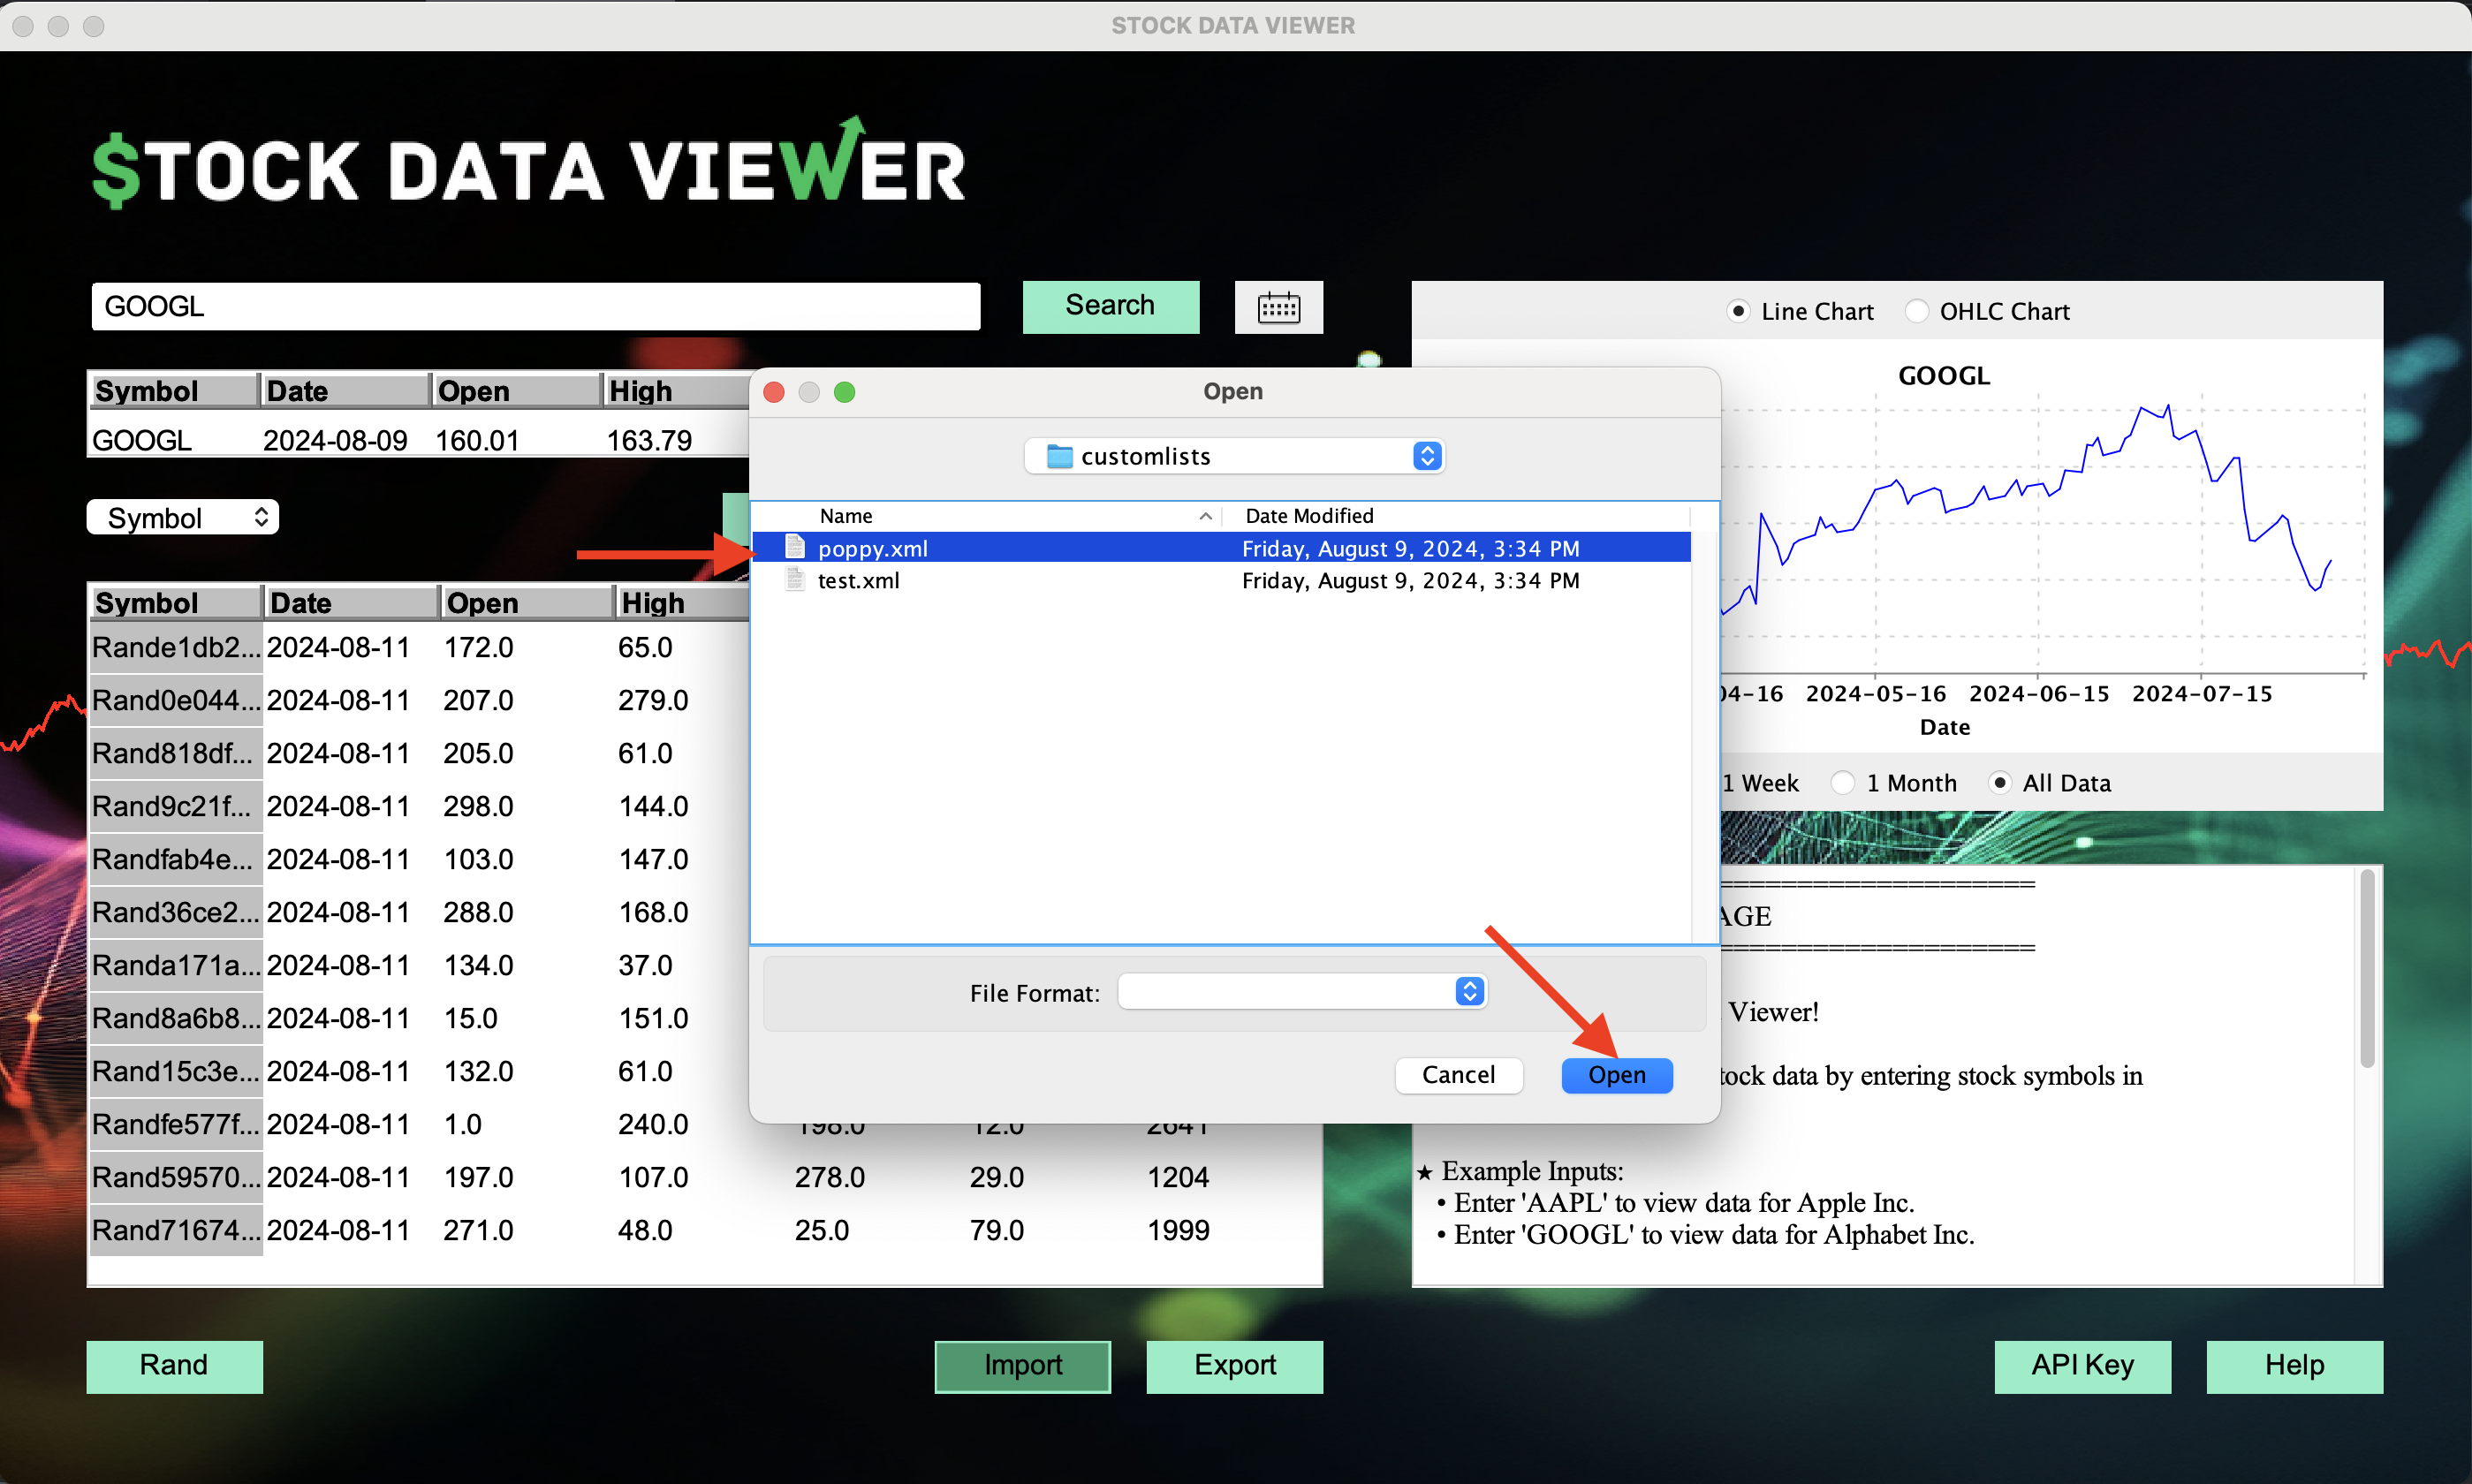 STOCK DATA VIEWER
$TOCK DATA VIEWER
GOOGL
Search
Symbol Date Open High
GOOGL 2024-08-09 160.01 163.79
Symbol
Symbol Date Open High
Rande1db2... 2024-08-11 172.0 65.0
Rand0e044... 2024-08-11 207.0 279.0
Rand818df... 2024-08-11 205.0 61.0
Rand9c21f... 2024-08-11 298.0 144.0
Randfab4e... 2024-08-11 103.0 147.0
Rand36ce2... 2024-08-11 288.0 168.0
Randa171a... 2024-08-11 134.0 37.0
Rand8a6b8... 2024-08-11 15.0 151.0
Rand15c3e... 2024-08-11 132.0 61.0
Randfe577f... 2024-08-11 1.0 240.0 198.0 12.0 2641
Rand59570... 2024-08-11 197.0 107.0 278.0 29.0 1204
Rand71674... 2024-08-11 271.0 48.0 25.0 79.0 1999
Open
customlists
Name Date Modified
poppy.xml Friday, August 9, 2024, 3:34 PM
test.xml Friday, August 9, 2024, 3:34 PM
File Format:
Cancel Open
Line Chart OHLC Chart
GOOGL
04-16 2024-05-16 2024-06-15 2024-07-15
Date
1 Week 1 Month All Data
AGE
Viewer!
tock data by entering stock symbols in
★ Example Inputs:
• Enter 'AAPL' to view data for Apple Inc.
• Enter 'GOOGL' to view data for Alphabet Inc.
Rand Import Export API Key Help